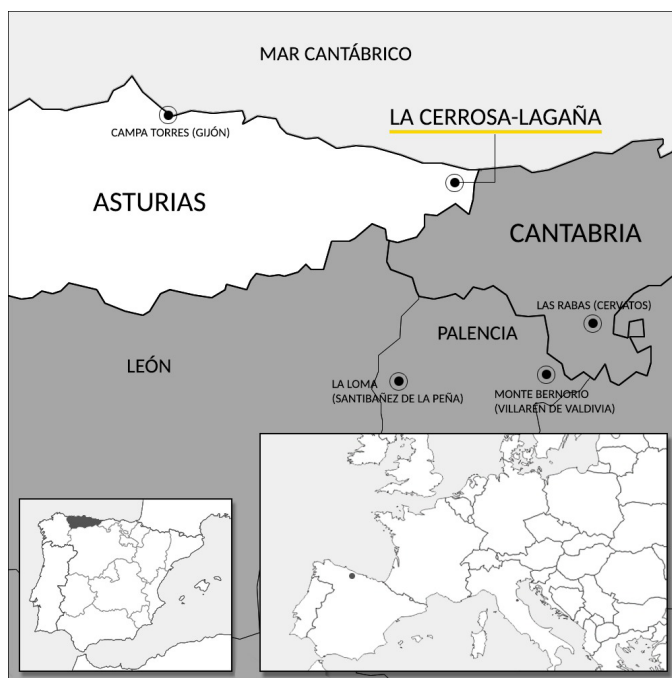 MAR CANTÁBRICO
LA CERROSA-LAGAÑA
CAMPA TORRES (GIJÓN)
ASTURIAS
CANTABRIA
LAS RABAS (CERVATOS)
PALENCIA
LEÓN
LA LOMA
(SANTIBAÑEZ DE LA PEÑA)
MONTE BERNORIO
(VILLARÉN DE VALDIVIA)